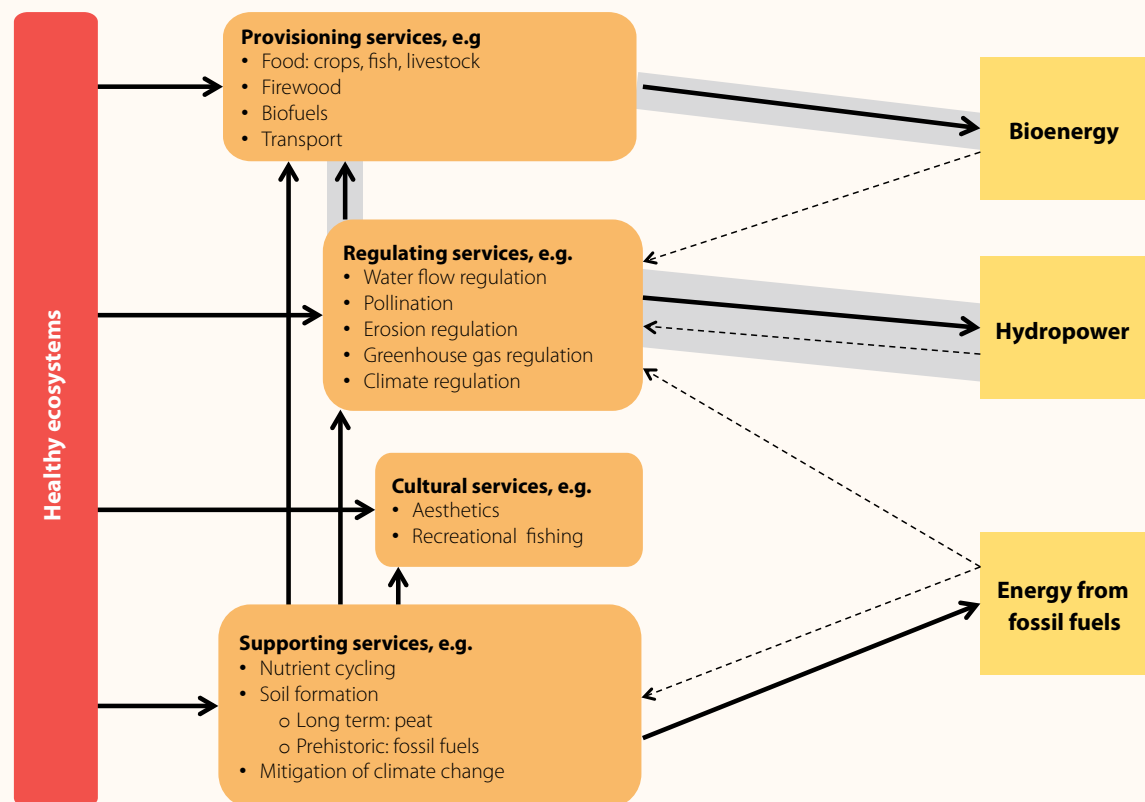 Healthy ecosystems
Provisioning services, e.g
• Food: crops, fish, livestock
• Firewood
• Biofuels
• Transport
Regulating services, e.g.
• Water flow regulation
• Pollination
• Erosion regulation
• Greenhouse gas regulation
• Climate regulation
Cultural services, e.g.
• Aesthetics
• Recreational fishing
Supporting services, e.g.
• Nutrient cycling
• Soil formation
o Long term: peat
o Prehistoric: fossil fuels
• Mitigation of climate change
Bioenergy
Hydropower
Energy from
fossil fuels